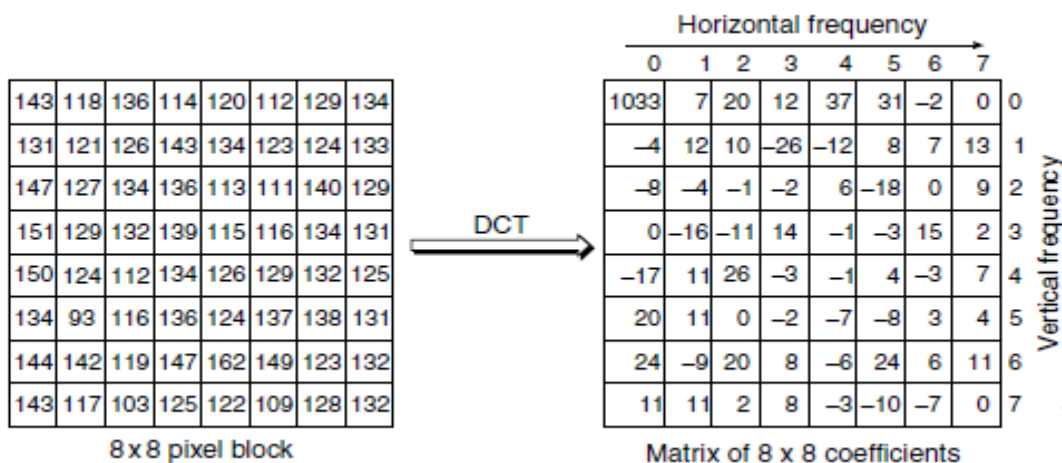 Horizontal frequency
0 1 2 3 4 5 6 7
143 118 136 114 120 112 129 134
131 121 126 143 134 123 124 133
147 127 134 136 113 111 140 129
151 129 132 139 115 116 134 131
150 124 112 134 126 129 132 125
134 93 116 136 124 137 138 131
144 142 119 147 162 149 123 132
143 117 103 125 122 109 128 132
8 x 8 pixel block
DCT
1033 7 20 12 37 31 –2 0 0
–4 12 10 –26 –12 8 7 13 1
–8 –4 –1 –2 6 –18 0 9 2
0 –16 –11 14 –1 –3 15 2 3
–17 11 26 –3 –1 4 –3 7 4
20 11 0 –2 –7 –8 3 4 5
24 –9 20 8 –6 24 6 11 6
11 11 2 8 –3 –10 –7 0 7
Vertical frequency
Matrix of 8 x 8 coefficients